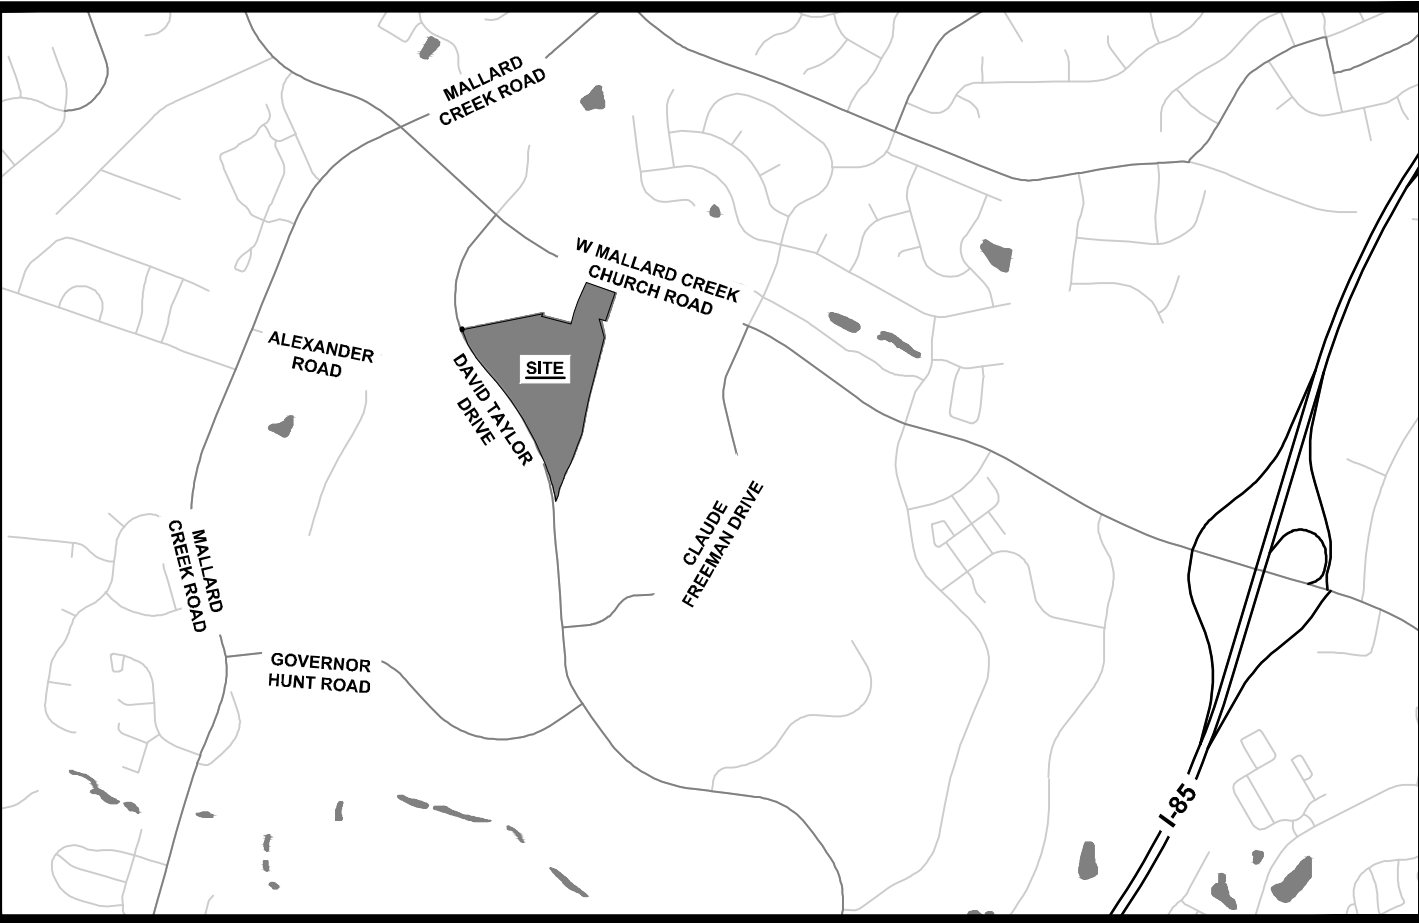 MALLARD
CREEK ROAD
W MALLARD CREEK
CHURCH ROAD
ALEXANDER
ROAD
SITE
DAVID TAYLOR
DRIVE
CLAUDE
FREEMAN DRIVE
MALLARD
CREEK ROAD
GOVERNOR
HUNT ROAD
I-85